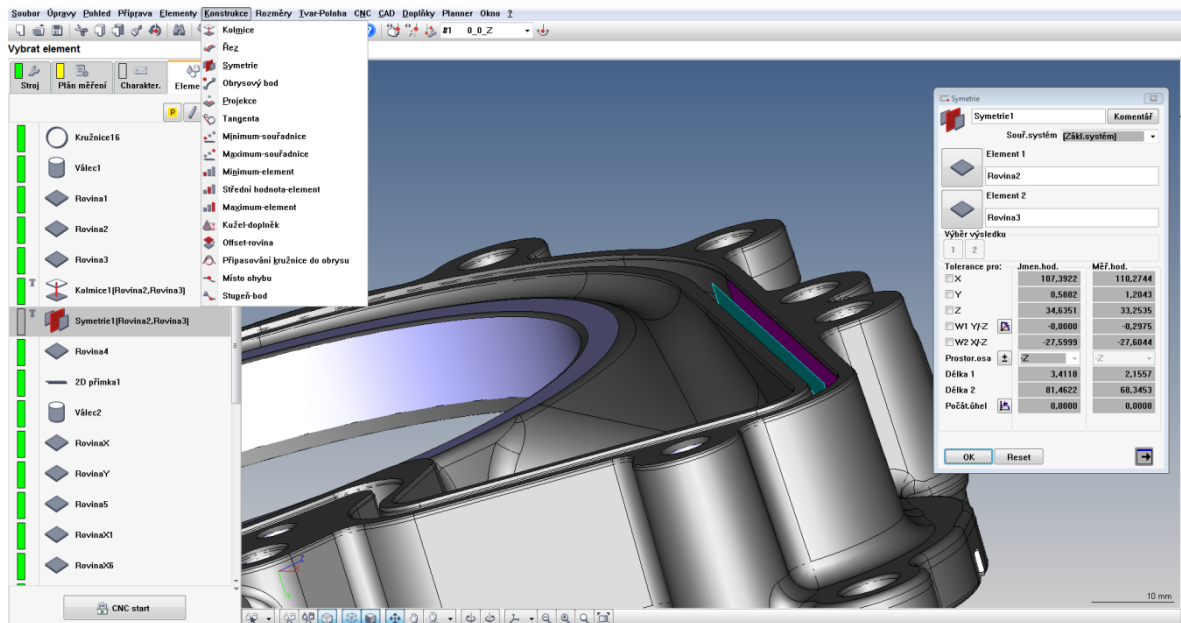 Soubor Úpravy Pohled Příprava Elementy Konstrukce Rozměry Tvar-Poloha CNC CAD Doplňky Planner Okno ?
#1 0_0_Z
Vybrat element
Stroj Plán měření Charakter. Eleme
P
Kružnice16
Válec1
Rovina1
Rovina2
Rovina3
T Kolmice1(Rovina2,Rovina3)
T Symetrie1(Rovina2,Rovina3)
Rovina4
2D přímka1
Válec2
RovinaX
RovinaY
Rovina5
RovinaX1
RovinaX6
CNC start
Kolmice
Řez
Symetrie
Obrysový bod
Projekce
Tangenta
Minimum-souřadnice
Maximum-souřadnice
Minimum-element
Střední hodnota-element
Maximum-element
Kužel-doplněk
Offset-rovina
Připasování kružnice do obrysu
Místo ohybu
Stupeň-bod
Symetrie
Symetrie1 Komentář
Souř.systém (Zákl.systém)
Element 1
Rovina2
Element 2
Rovina3
Výběr výsledku
1 2
Tolerance pro: Jmen.hod. Měř.hod.
X 107,3922 110,2744
Y 0,5882 1,2043
Z 34,6351 33,2535
W1 Y/-Z -0,0000 -0,2975
W2 X/-Z -27,5999 -27,6044
Prostor.osa ± -Z -Z
Délka 1 3,4118 2,1557
Délka 2 81,4622 68,3453
Počát.úhel 0,0000 0,0000
OK Reset
Z
X
Y
10 mm